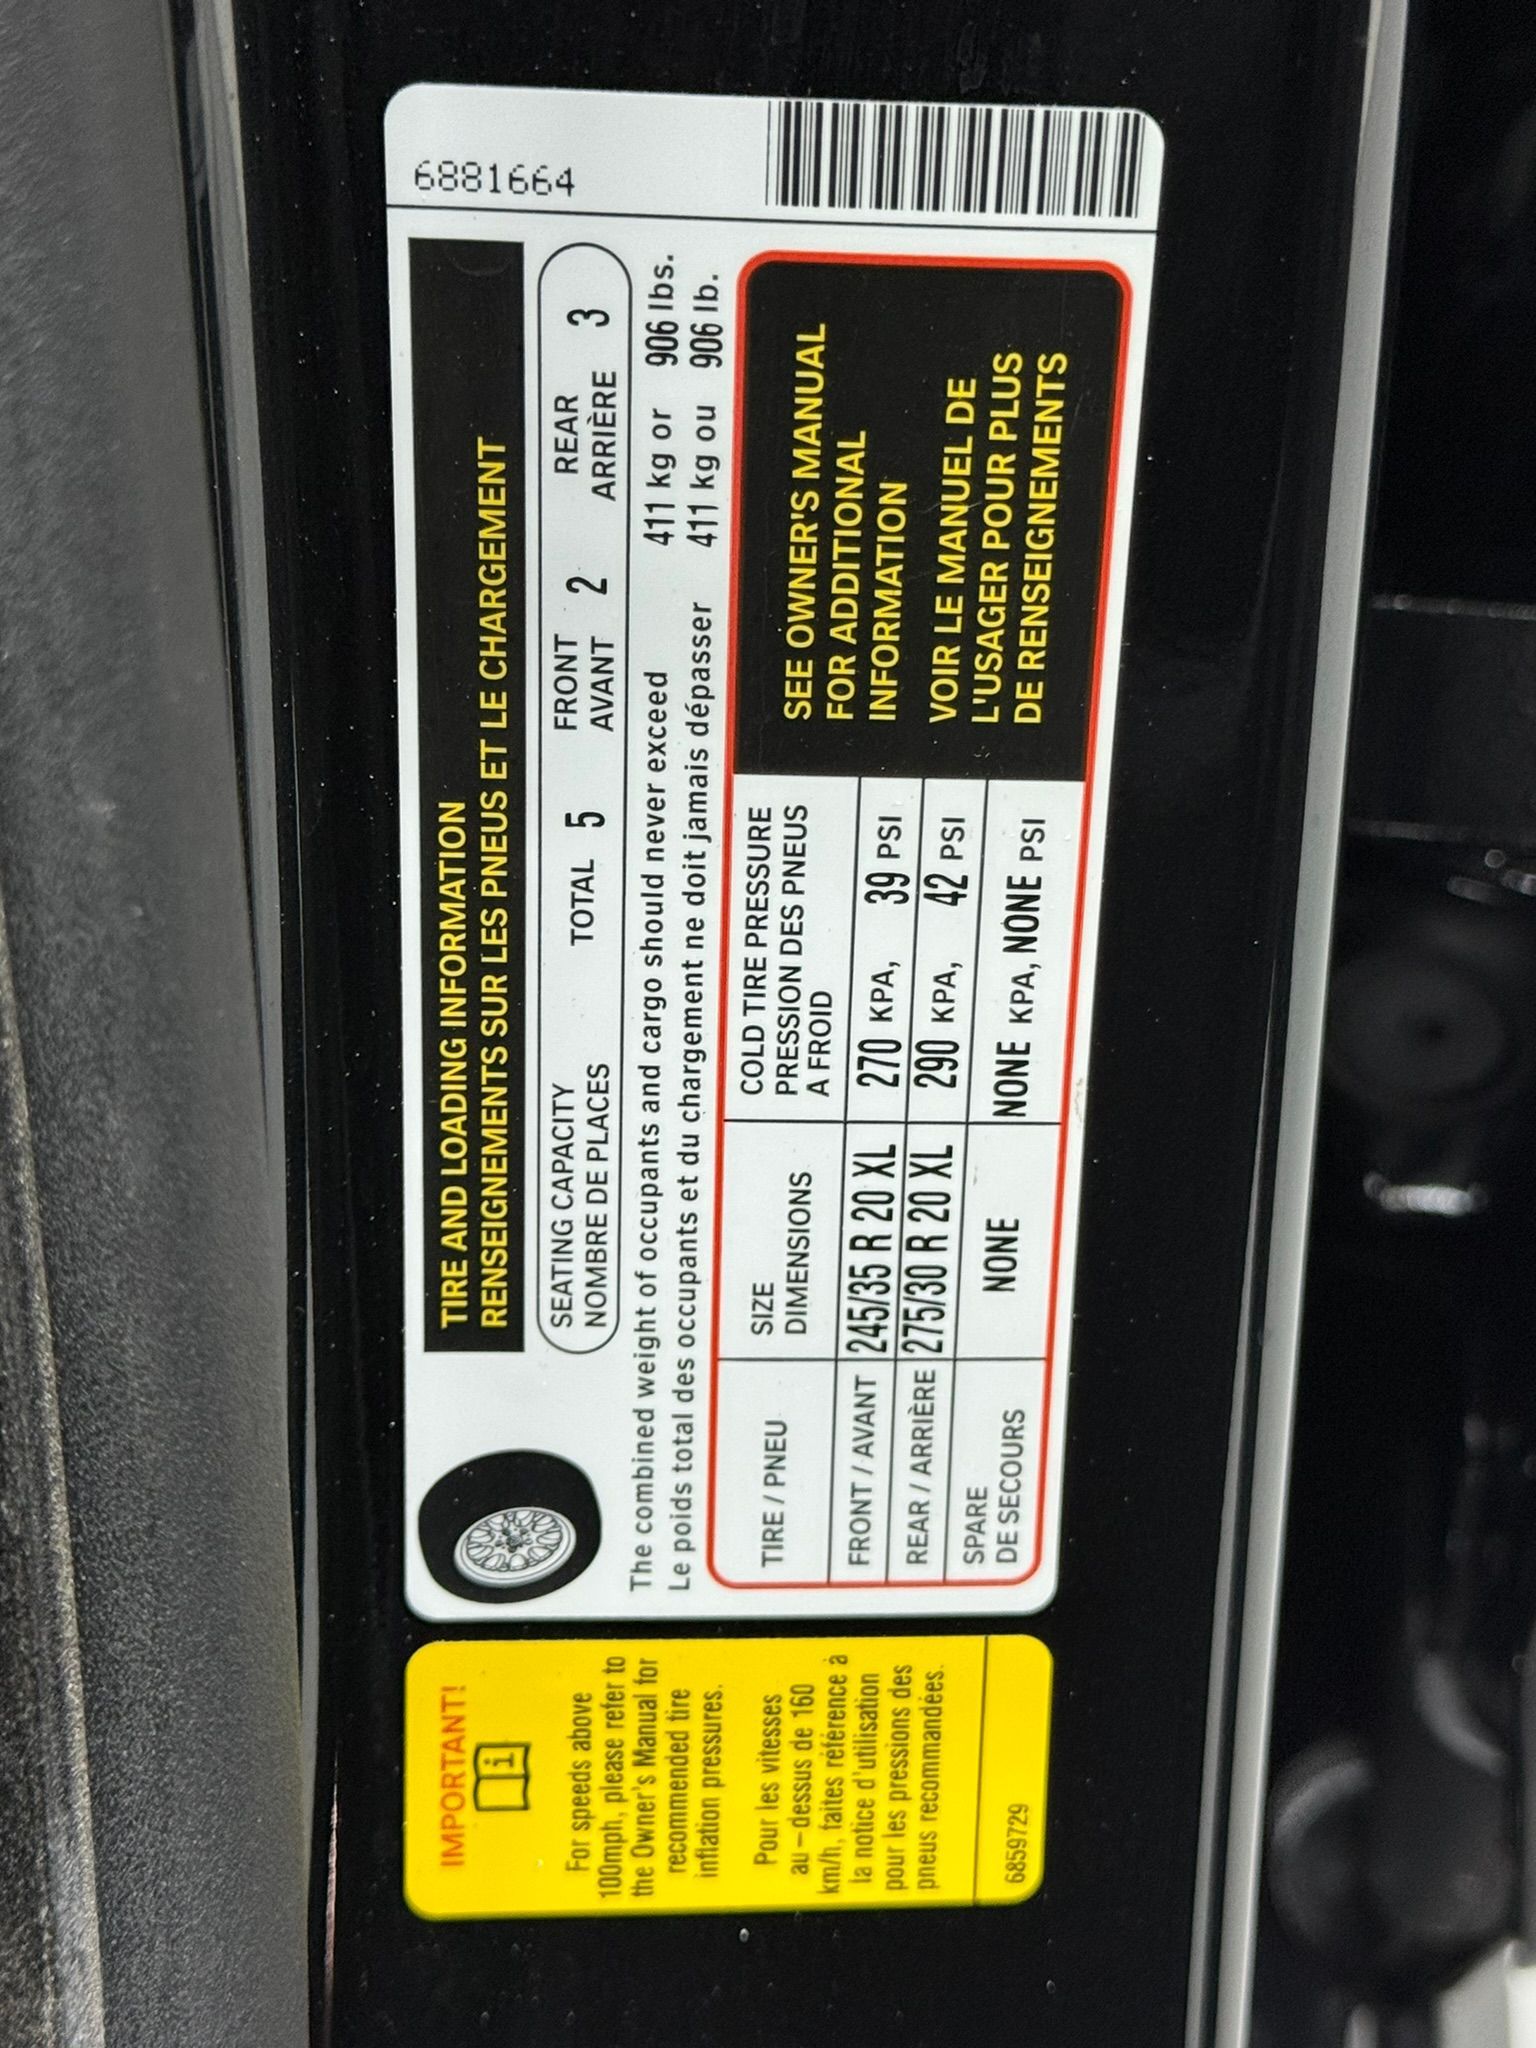 IMPORTANT!
For speeds above
100mph, please refer to
the Owner's Manual for
recommended tire
inflation pressures.
Pour les vitesses
au-dessus de 160
km/h, faites référence à
la notice d'utilisation
pour les pressions des
pneus recommandées.
6859729
TIRE AND LOADING INFORMATION
RENSEIGNEMENTS SUR LES PNEUS ET LE CHARGEMENT
SEATING CAPACITY
NOMBRE DE PLACES
TOTAL 5
FRONT
AVANT 2
REAR
ARRIÈRE 3
The combined weight of occupants and cargo should never exceed 411 kg or 906 lbs.
Le poids total des occupants et du chargement ne doit jamais dépasser 411 kg ou 906 lb.
TIRE / PNEU
SIZE
DIMENSIONS
COLD TIRE PRESSURE
PRESSION DES PNEUS
A FROID
FRONT / AVANT 245/35 R 20 XL 270 KPA, 39 PSI
REAR / ARRIÈRE 275/30 R 20 XL 290 KPA, 42 PSI
SPARE
DE SECOURS
NONE NONE KPA, NONE PSI
SEE OWNER'S MANUAL
FOR ADDITIONAL
INFORMATION
VOIR LE MANUEL DE
L'USAGER POUR PLUS
DE RENSEIGNEMENTS
6881664